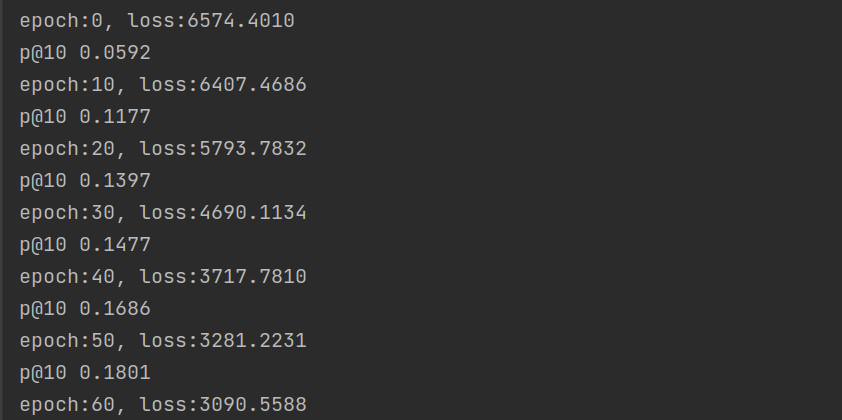 epoch:0, loss:6574.4010
p@10 0.0592
epoch:10, loss:6407.4686
p@10 0.1177
epoch:20, loss:5793.7832
p@10 0.1397
epoch:30, loss:4690.1134
p@10 0.1477
epoch:40, loss:3717.7810
p@10 0.1686
epoch:50, loss:3281.2231
p@10 0.1801
epoch:60, loss:3090.5588